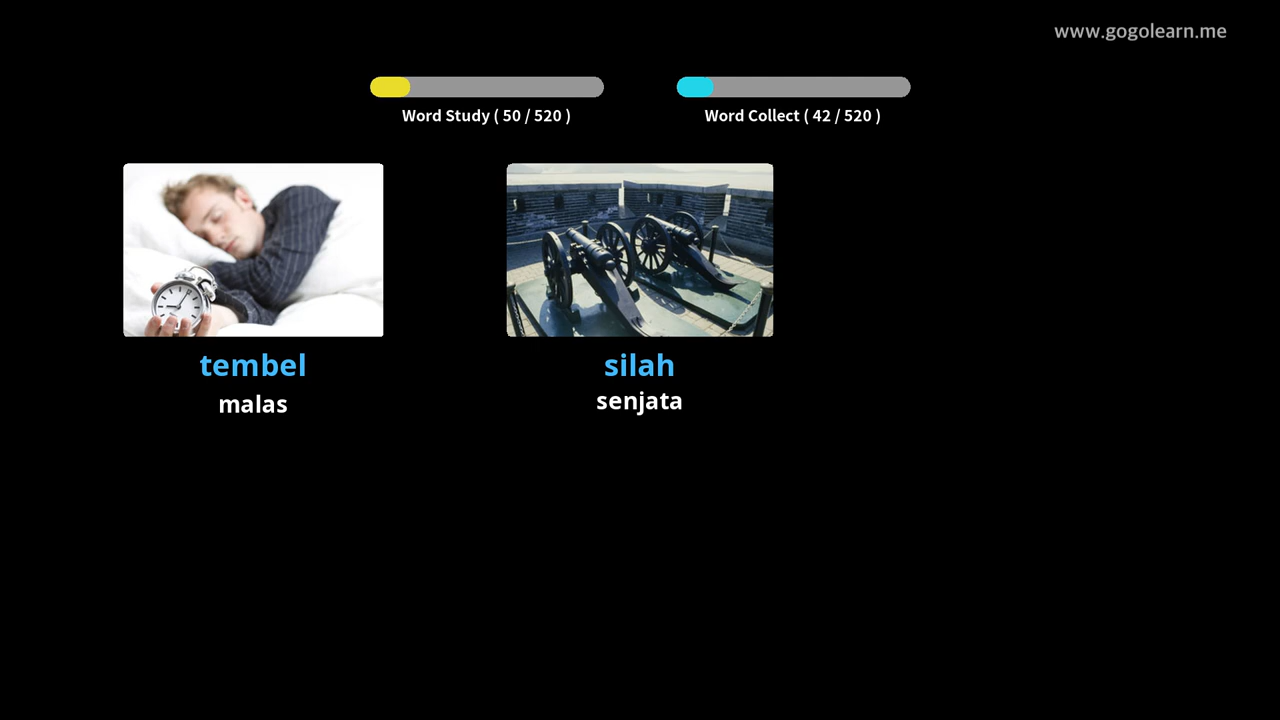 www.gogolearn.me
Word Study ( 50 / 520 )
Word Collect ( 42 / 520 )
tembel
malas
silah
senjata